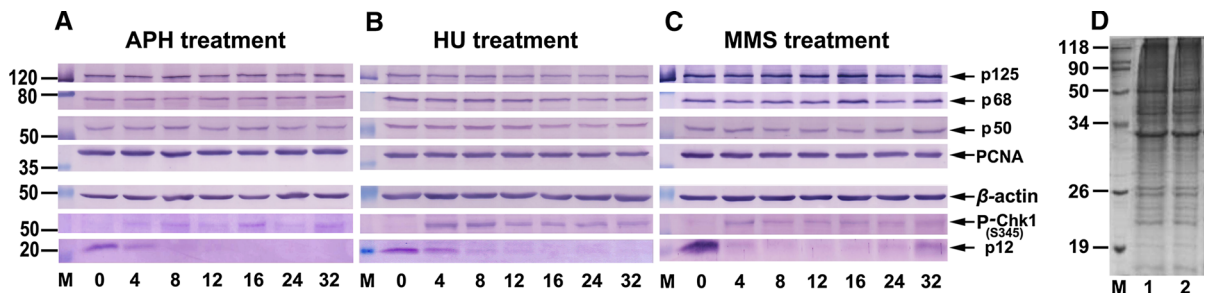 A APH treatment
B HU treatment
C MMS treatment
D
120
80
50
35
50
50
20
p125
p68
p50
PCNA
β-actin
P-Chk1
(S345)
p12
M 0 4 8 12 16 24 32
M 0 4 8 12 16 24 32
M 0 4 8 12 16 24 32
118
90
50
34
26
19
M 1 2